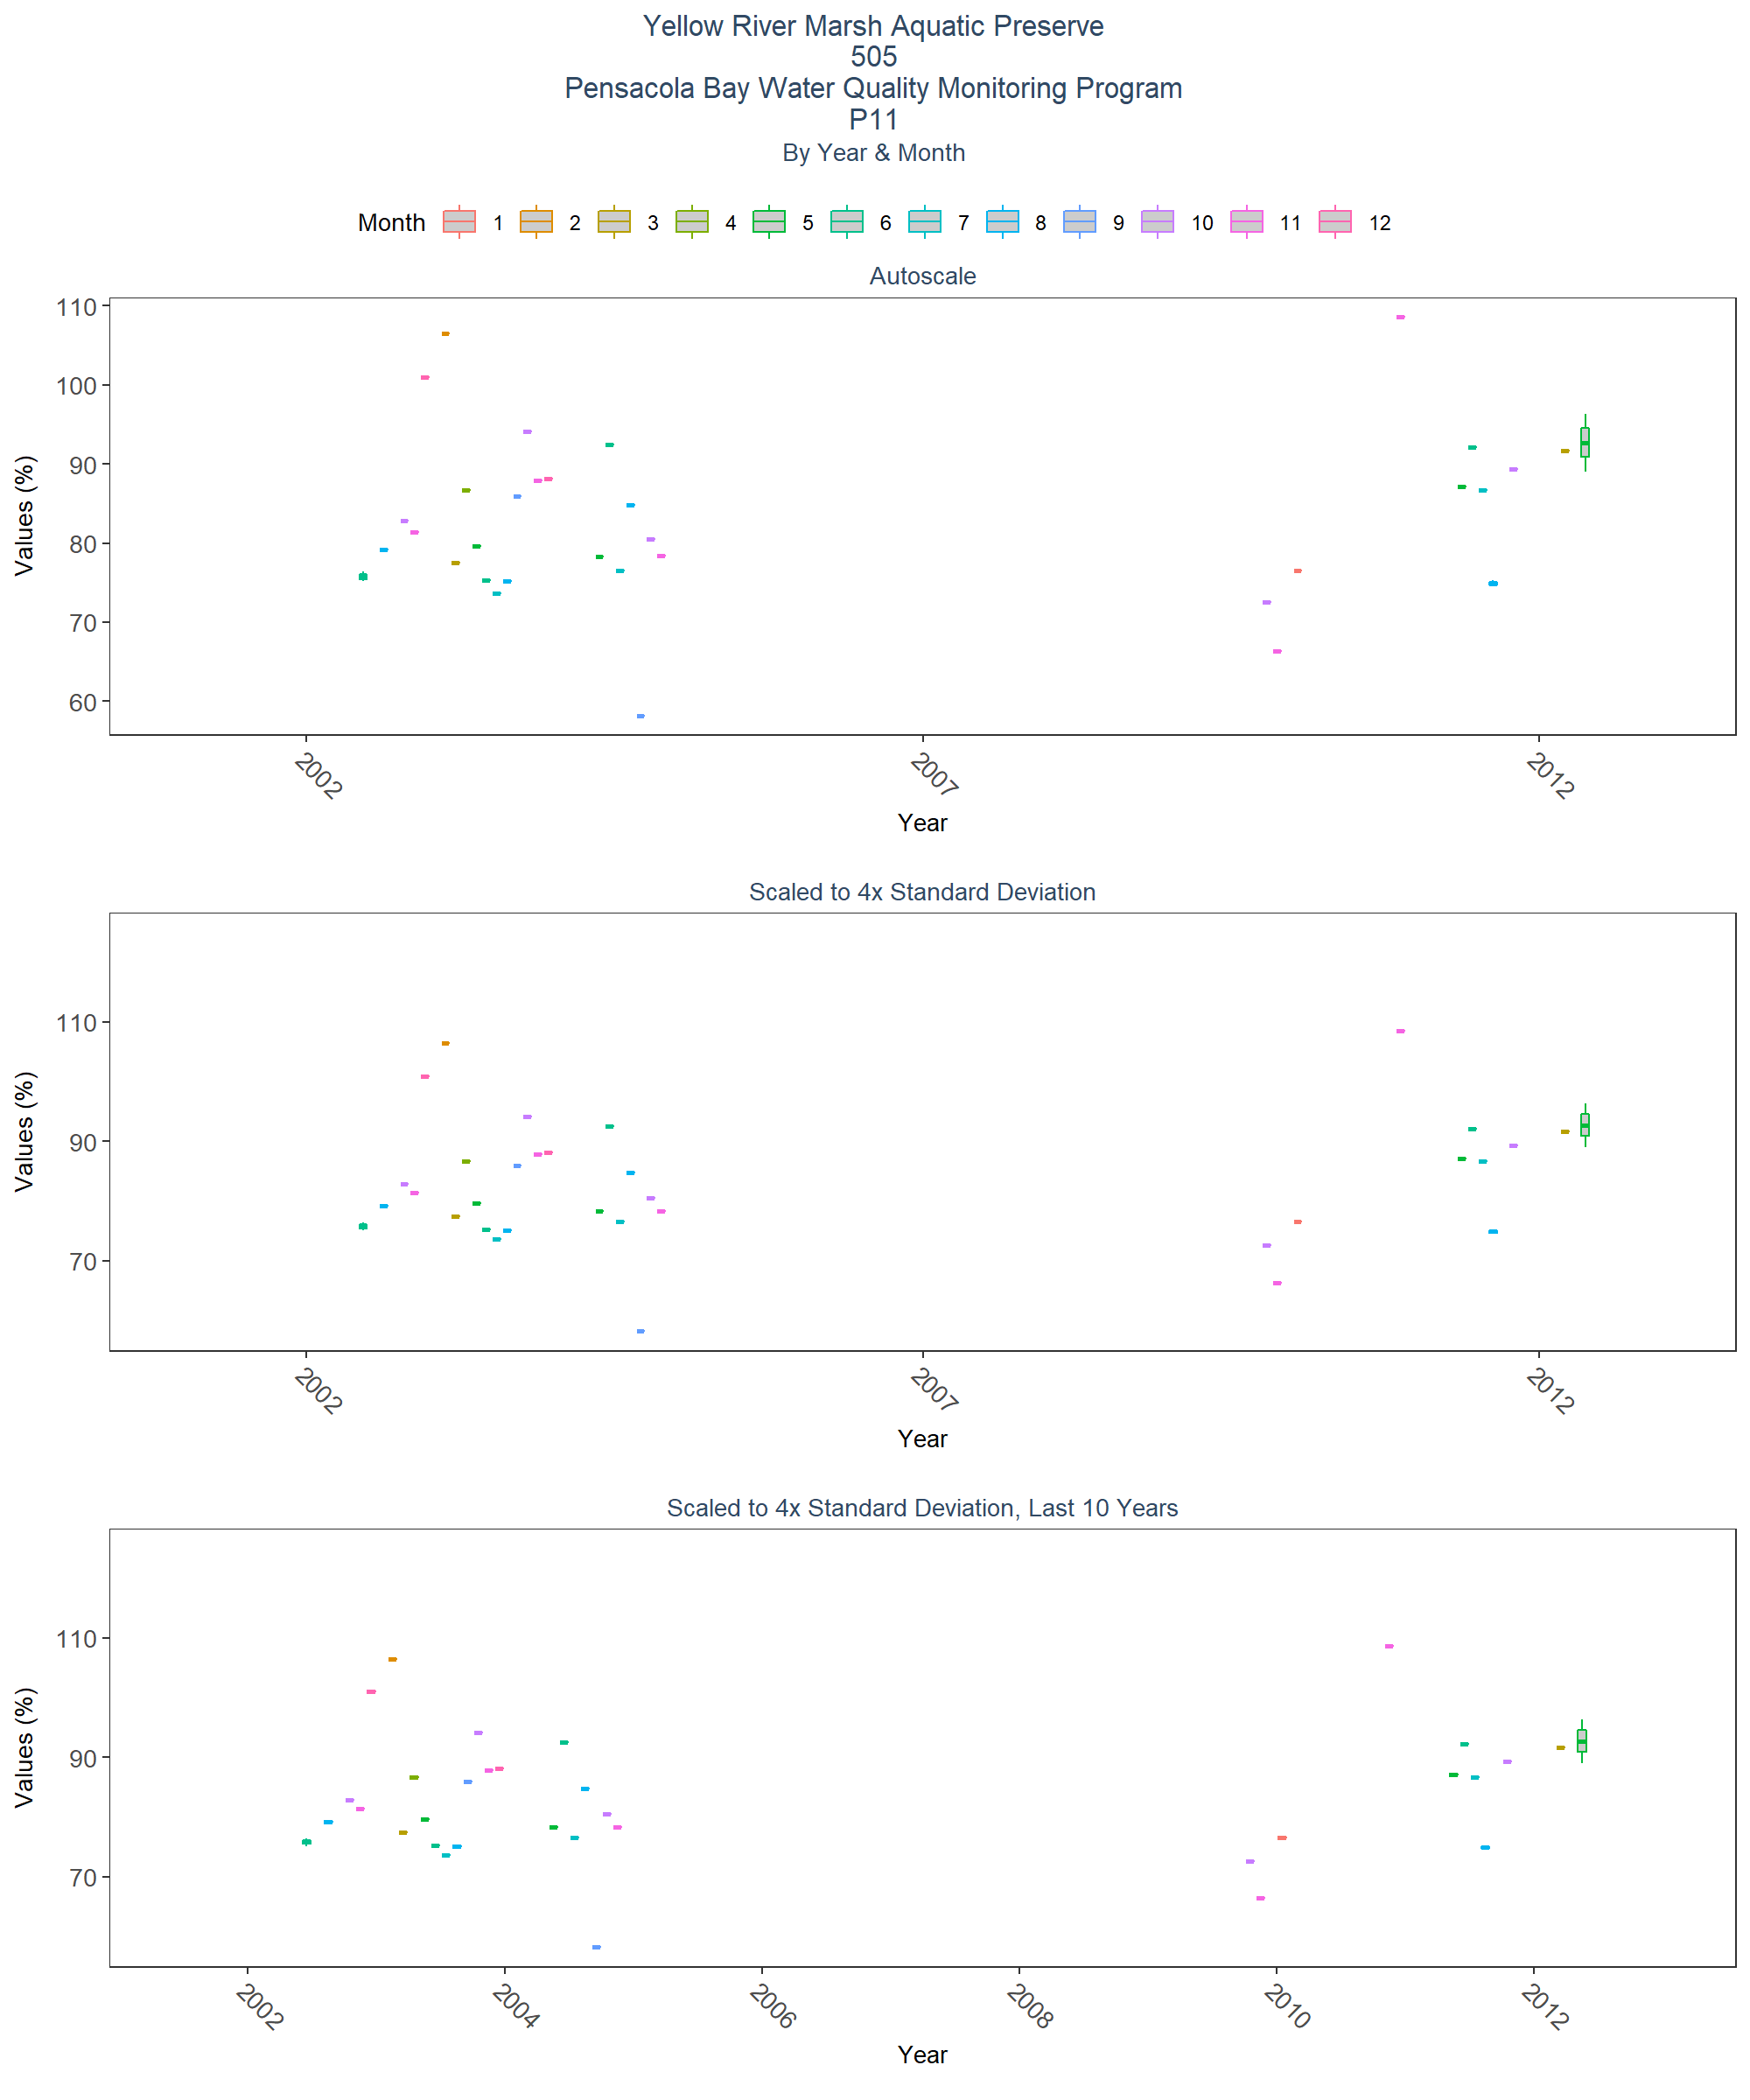 Yellow River Marsh Aquatic Preserve
505
Pensacola Bay Water Quality Monitoring Program
P11
By Year & Month
Month 1 2 3 4 5 6 7 8 9 10 11 12
Autoscale
Values (%)
110
100
90
80
70
60
2002 2007 2012
Year
Scaled to 4x Standard Deviation
Values (%)
110
90
70
2002 2007 2012
Year
Scaled to 4x Standard Deviation, Last 10 Years
Values (%)
110
90
70
2002 2004 2006 2008 2010 2012
Year